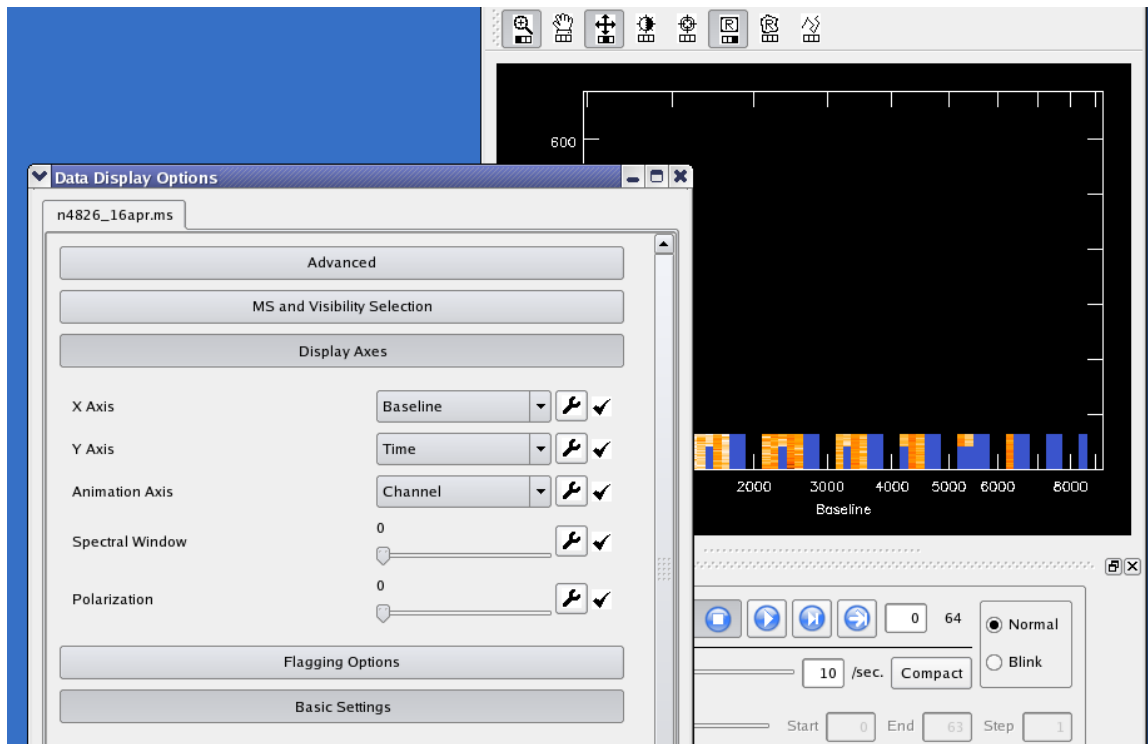 R
R
600
Data Display Options
n4826_16apr.ms
Advanced
MS and Visibility Selection
Display Axes
X Axis Baseline
Y Axis Time
Animation Axis Channel
0
Spectral Window
0
Polarization
Flagging Options
Basic Settings
2000 3000 4000 5000 6000 8000
Baseline
0 64 Normal
10 /sec. Compact Blink
Start 0 End 63 Step 1